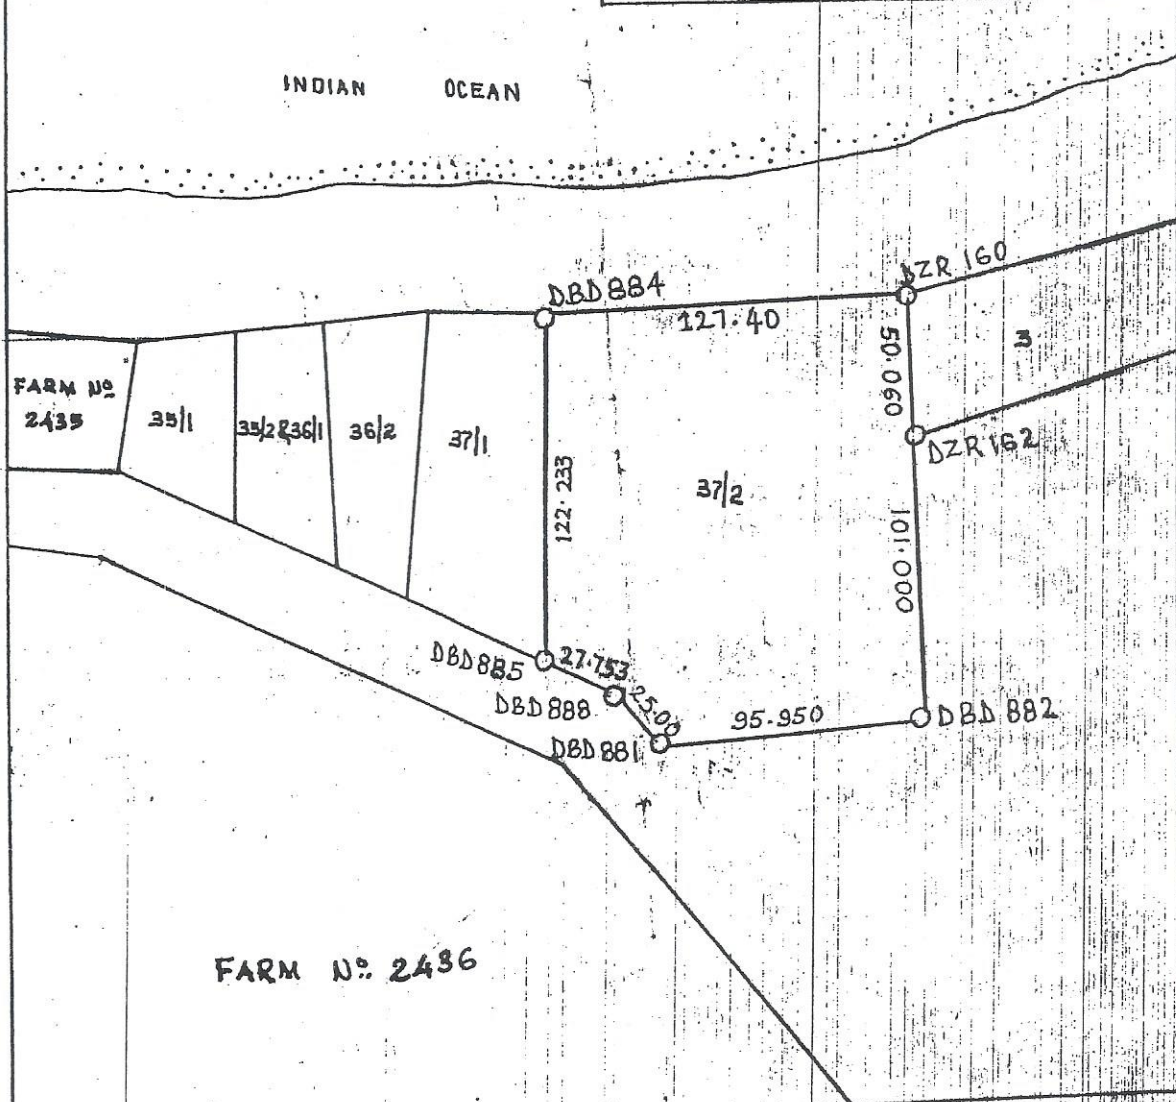 INDIAN OCEAN
DBD 884
DZR 160
127.40
50.060
3
FARM Nº
2435
35/1
35/2&36/1
36/2
37/1
122.233
37/2
DZR 162
101.000
DBD 885
27.753
DBD 888
25.00
DBD 881
95.950
DBD 882
FARM Nº 2436